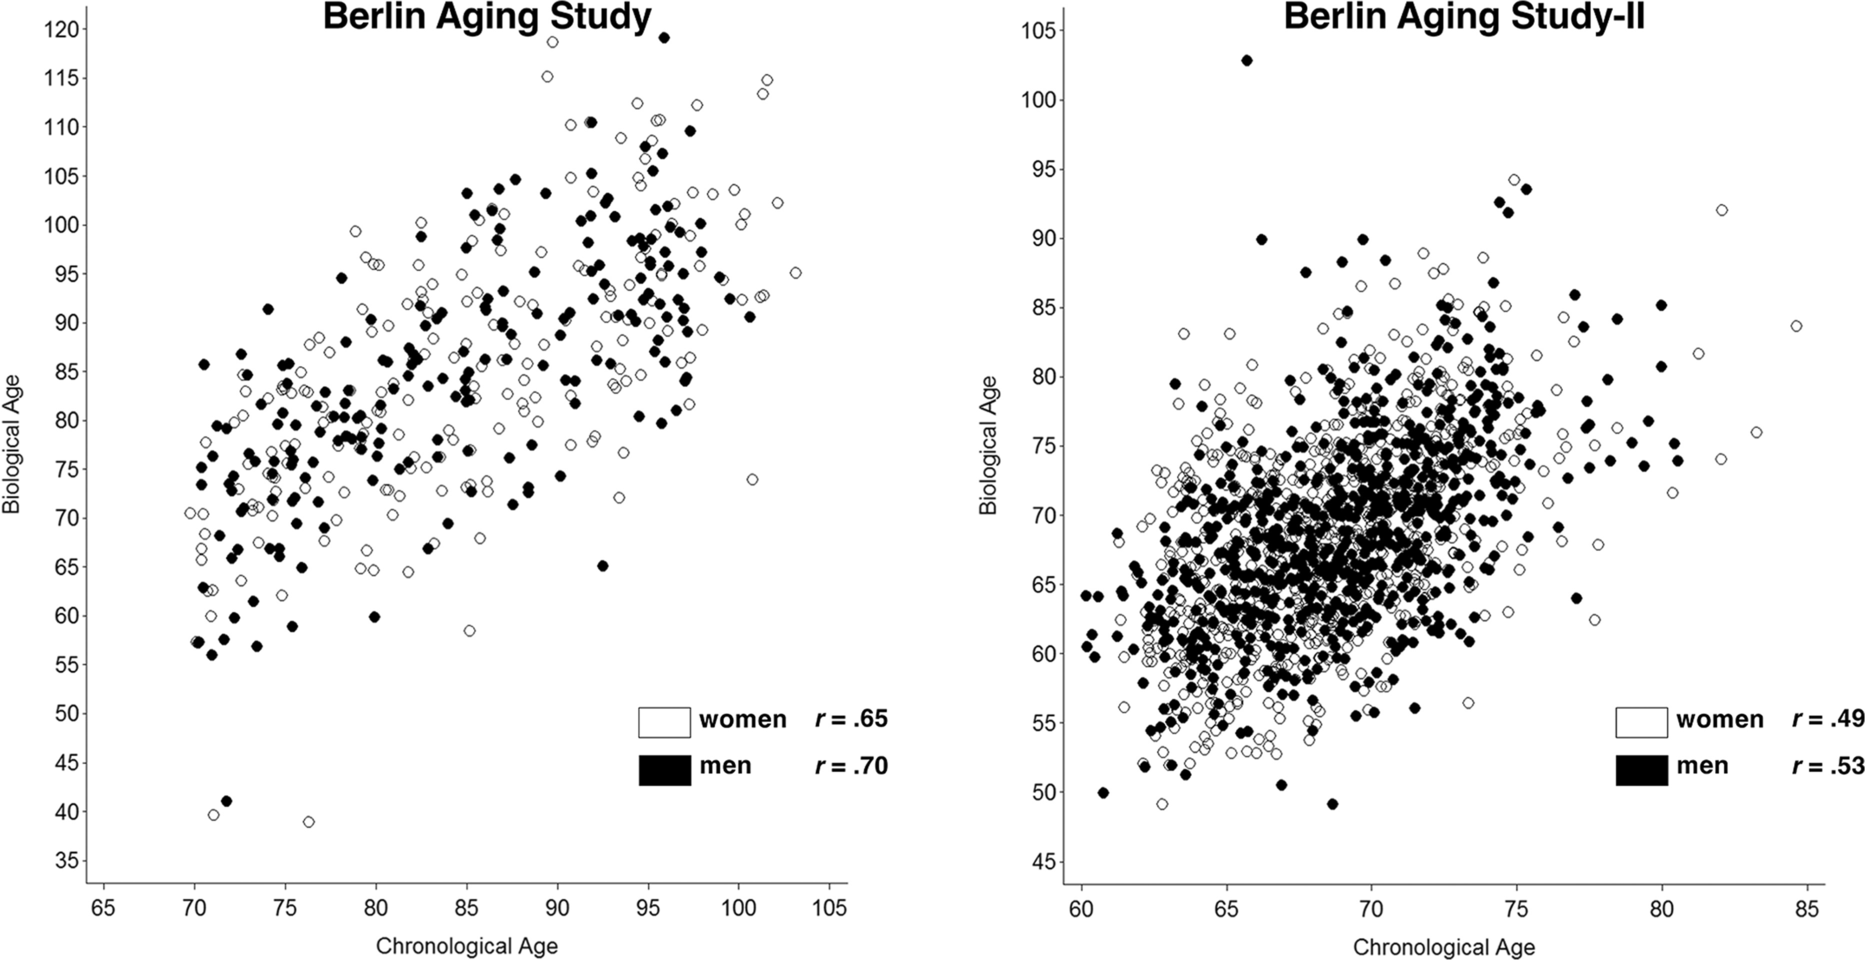 Berlin Aging Study
Biological Age
120
115
110
105
100
95
90
85
80
75
70
65
60
55
50
45
40
35
women r = .65
men r = .70
65 70 75 80 85 90 95 100 105
Chronological Age
Berlin Aging Study-II
Biological Age
105
100
95
90
85
80
75
70
65
60
55
50
45
women r = .49
men r = .53
60 65 70 75 80 85
Chronological Age